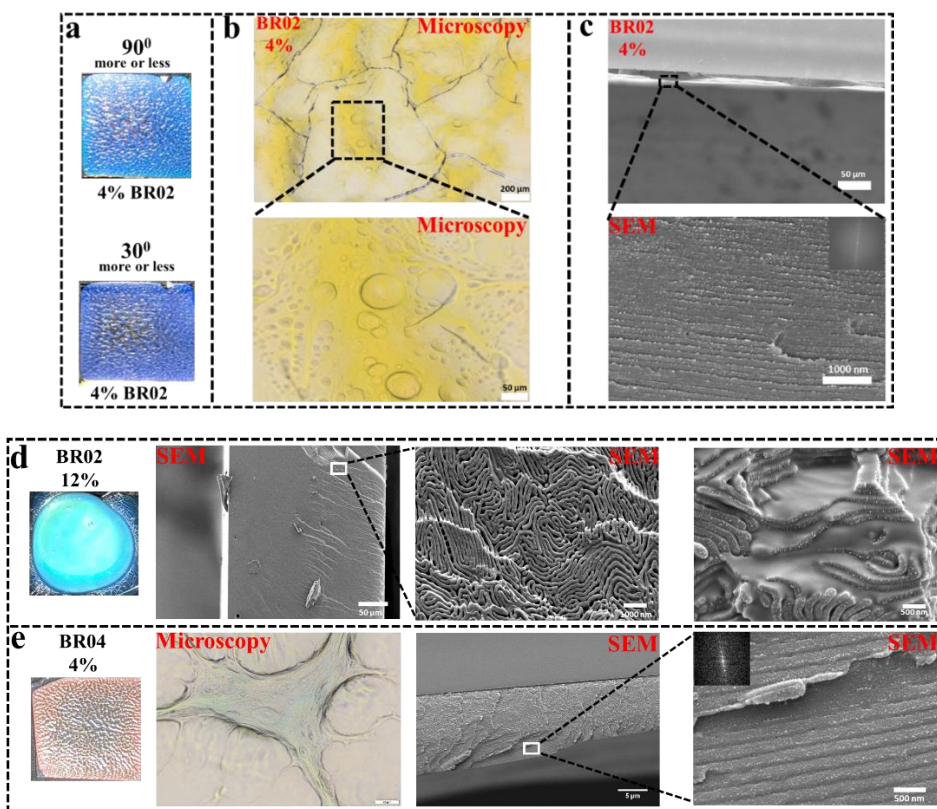 a
90⁰
more or less
4% BR02
30⁰
more or less
4% BR02
b
BR02
4%
Microscopy
200 µm
Microscopy
50 µm
c
BR02
4%
50 µm
SEM
1000 nm
d
BR02
12%
SEM
50 µm
SEM
1000 nm
SEM
500 nm
e
BR04
4%
Microscopy
SEM
5 µm
SEM
500 nm